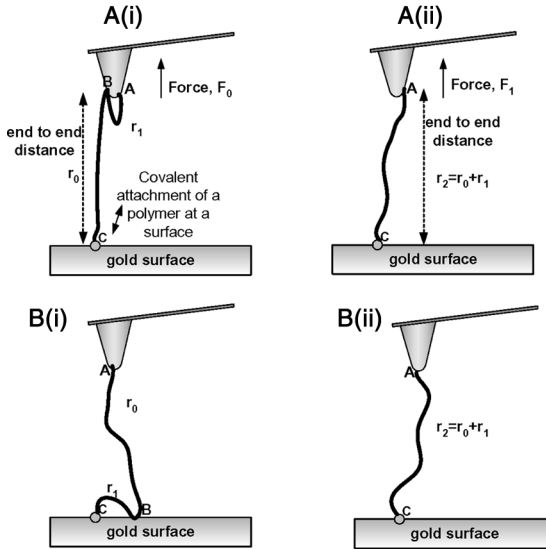 A(i)
B
A
Force, F₀
r₁
end to end
distance
r₀
Covalent
attachment of a
polymer at a
surface
C
gold surface
A(ii)
A
Force, F₁
end to end
distance
r₂=r₀+r₁
C
gold surface
B(i)
A
r₀
r₁
C
B
gold surface
B(ii)
A
r₂=r₀+r₁
C
gold surface